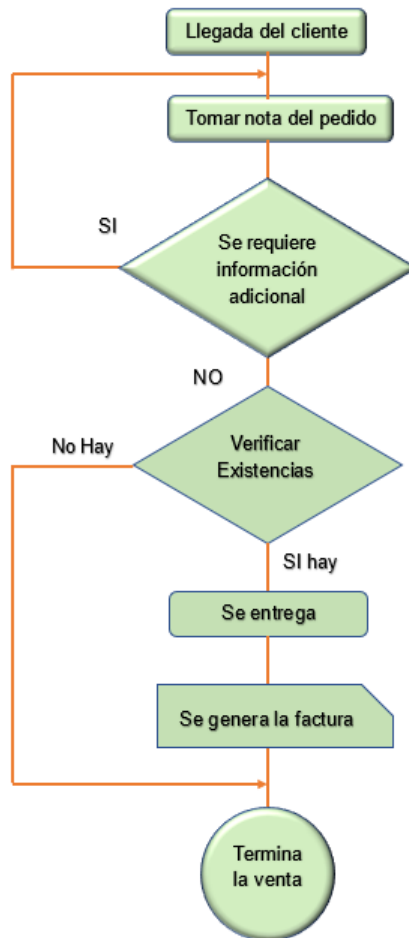 Llegada del cliente
Tomar nota del pedido
SI
Se requiere
información
adicional
NO
No Hay
Verificar
Existencias
SI hay
Se entrega
Se genera la factura
Termina
la venta